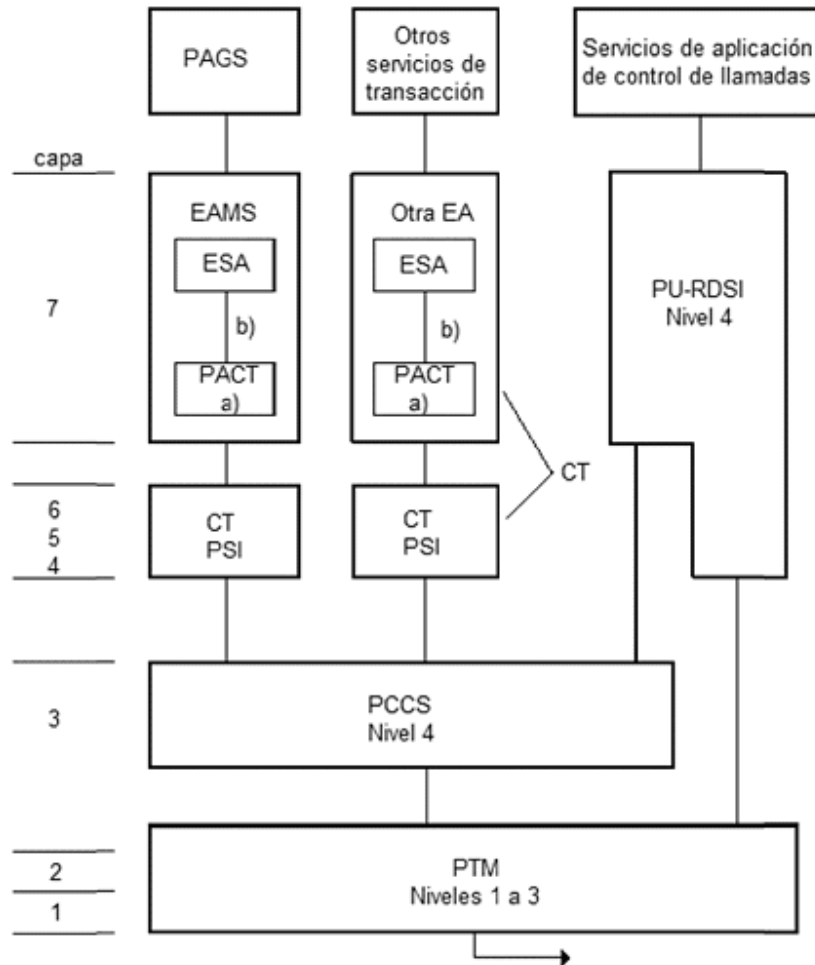 PAGS
Otros
servicios de
transacción
Servicios de aplicación
de control de llamadas
capa
EAMS
Otra EA
ESA
ESA
7
b)
b)
PU-RDSI
Nivel 4
PACT
a)
PACT
a)
CT
6
5
4
CT
PSI
CT
PSI
3
PCCS
Nivel 4
2
1
PTM
Niveles 1 a 3